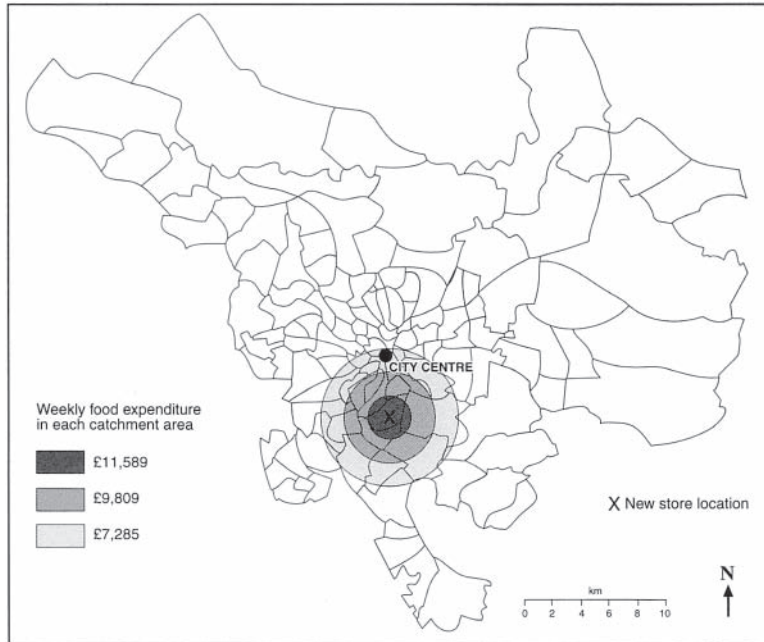 CITY CENTRE
X
Weekly food expenditure
in each catchment area
£11,589
£9,809
£7,285
X New store location
km
0 2 4 6 8 10
N